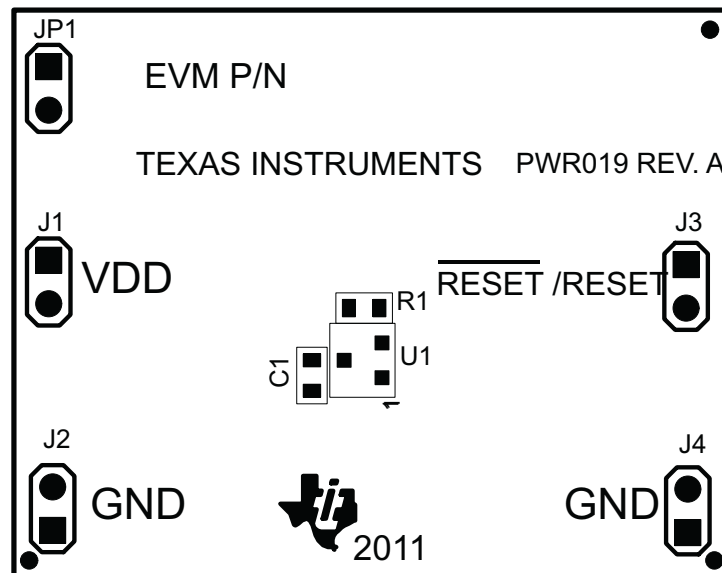 JP1
EVM P/N
TEXAS INSTRUMENTS PWR019 REV. A
J1
VDD
RESET /RESET
J3
R1
U1
C1
1
J2
GND
J4
GND
2011